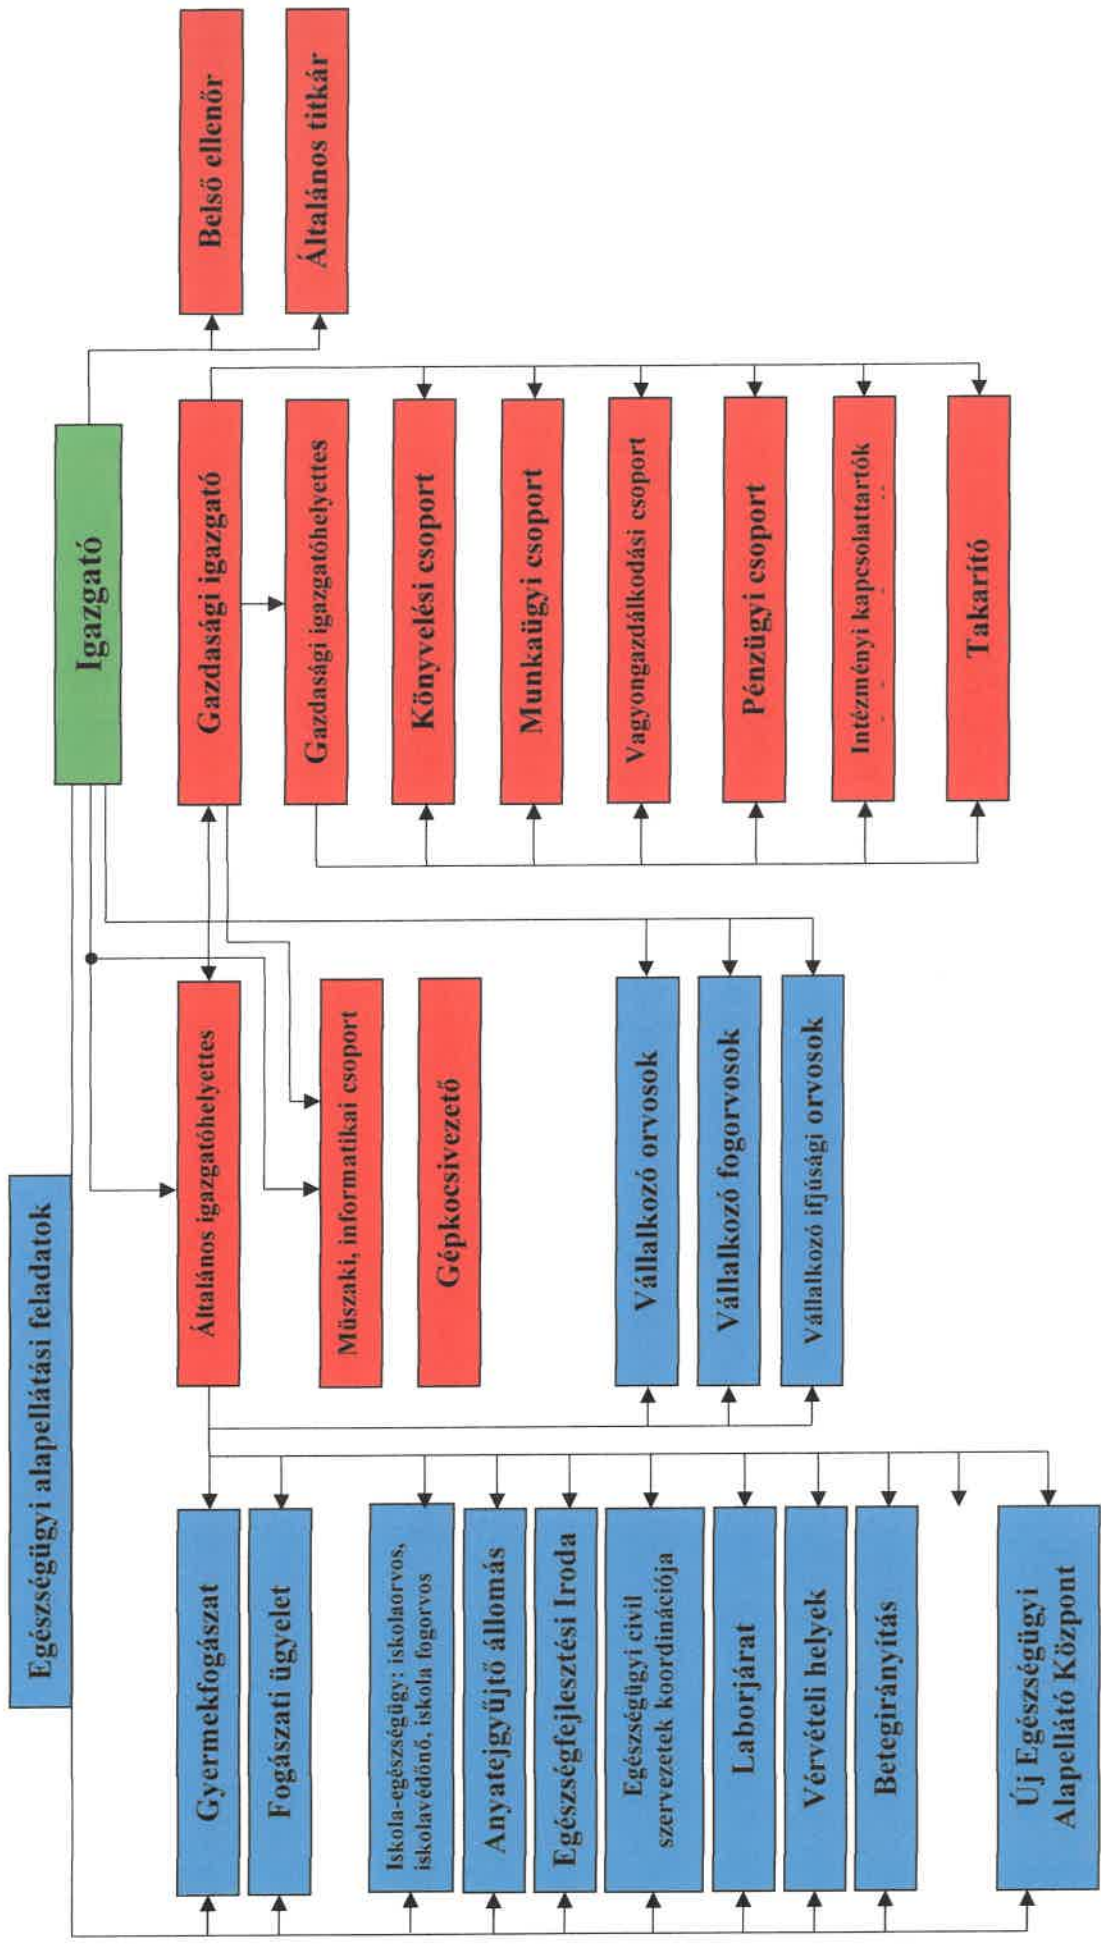 Igazgató
Egészségügyi alapellátási feladatok
Belső ellenőr
Általános titkár
Gazdasági igazgató
Gazdasági igazgatóhelyettes
Könyvelési csoport
Munkaügyi csoport
Vagyongazdálkodási csoport
Pénzügyi csoport
Intézményi kapcsolattartók
Takarító
Általános igazgatóhelyettes
Műszaki, informatikai csoport
Gépkocsivezető
Vállalkozó orvosok
Vállalkozó fogorvosok
Vállalkozó ifjúsági orvosok
Gyermekfogászat
Fogászati ügyelet
Iskola-egészségügy: iskolaorvos,
iskolavédőnő, iskola fogorvos
Anyatejgyűjtő állomás
Egészségfejlesztési Iroda
Egészségügyi civil
szervezetek koordinációja
Laborjárat
Vérvételi helyek
Betegirányítás
Új Egészségügyi
Alapellátó Központ